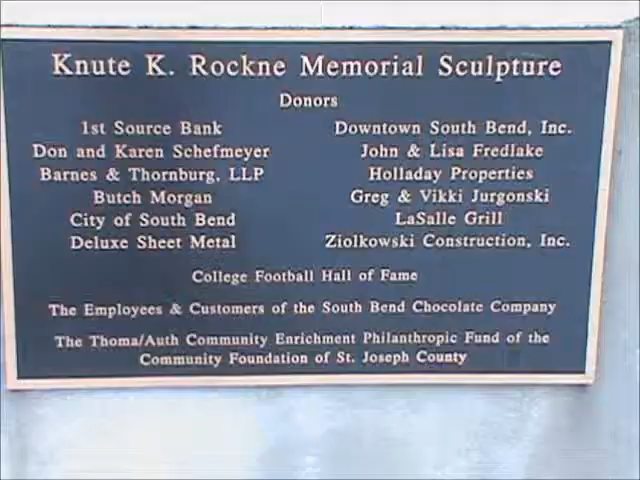 Knute K. Rockne Memorial Sculpture
Donors
1st Source Bank
Don and Karen Schefmeyer
Barnes & Thornburg, LLP
Butch Morgan
City of South Bend
Deluxe Sheet Metal
Downtown South Bend, Inc.
John & Lisa Fredlake
Holladay Properties
Greg & Vikki Jurgonski
LaSalle Grill
Ziolkowski Construction, Inc.
College Football Hall of Fame
The Employees & Customers of the South Bend Chocolate Company
The Thoma/Auth Community Enrichment Philanthropic Fund of the
Community Foundation of St. Joseph County